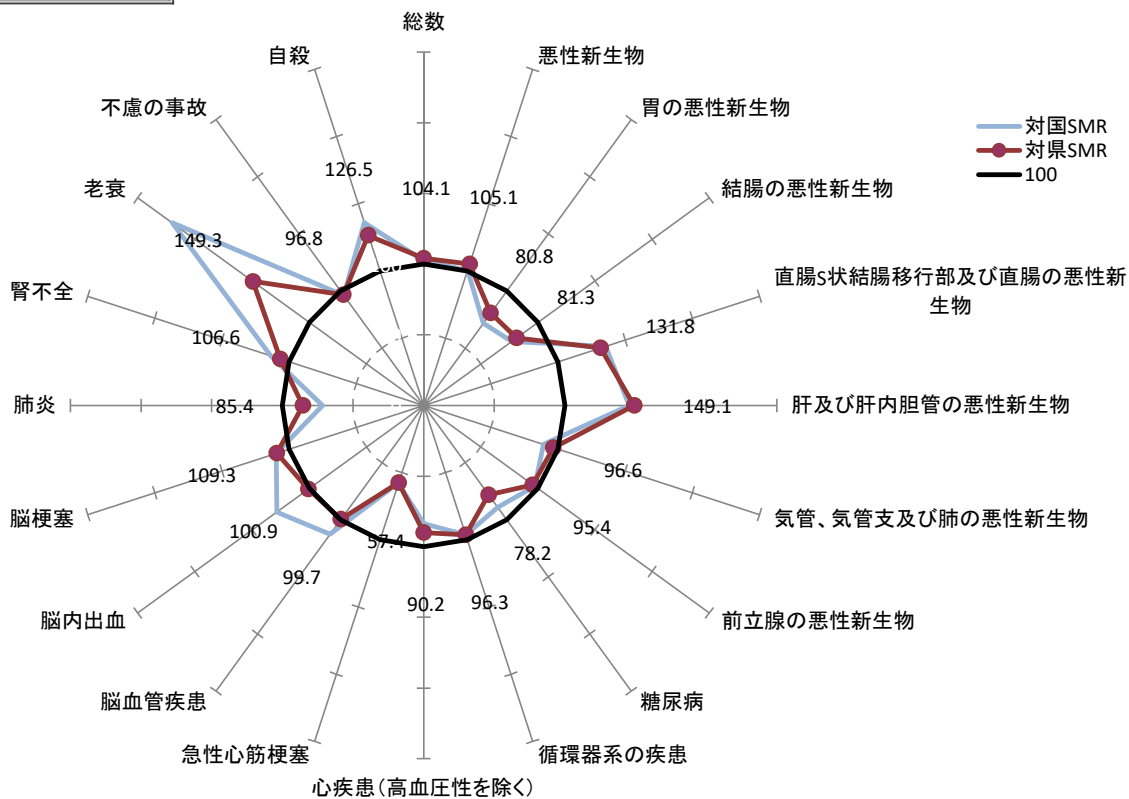 総数
自殺
悪性新生物
不慮の事故
胃の悪性新生物
対国SMR
対県SMR
100
126.5
104.1
105.1
老衰
結腸の悪性新生物
149.3
96.8
80.8
100
腎不全
81.3
直腸S状結腸移行部及び直腸の悪性新
生物
106.6
131.8
肺炎
85.4
149.1
肝及び肝内胆管の悪性新生物
109.3
96.6
脳梗塞
気管、気管支及び肺の悪性新生物
100.9
99.7
57.4
78.2
95.4
脳内出血
前立腺の悪性新生物
90.2
96.3
脳血管疾患
糖尿病
急性心筋梗塞
循環器系の疾患
心疾患(高血圧性を除く)